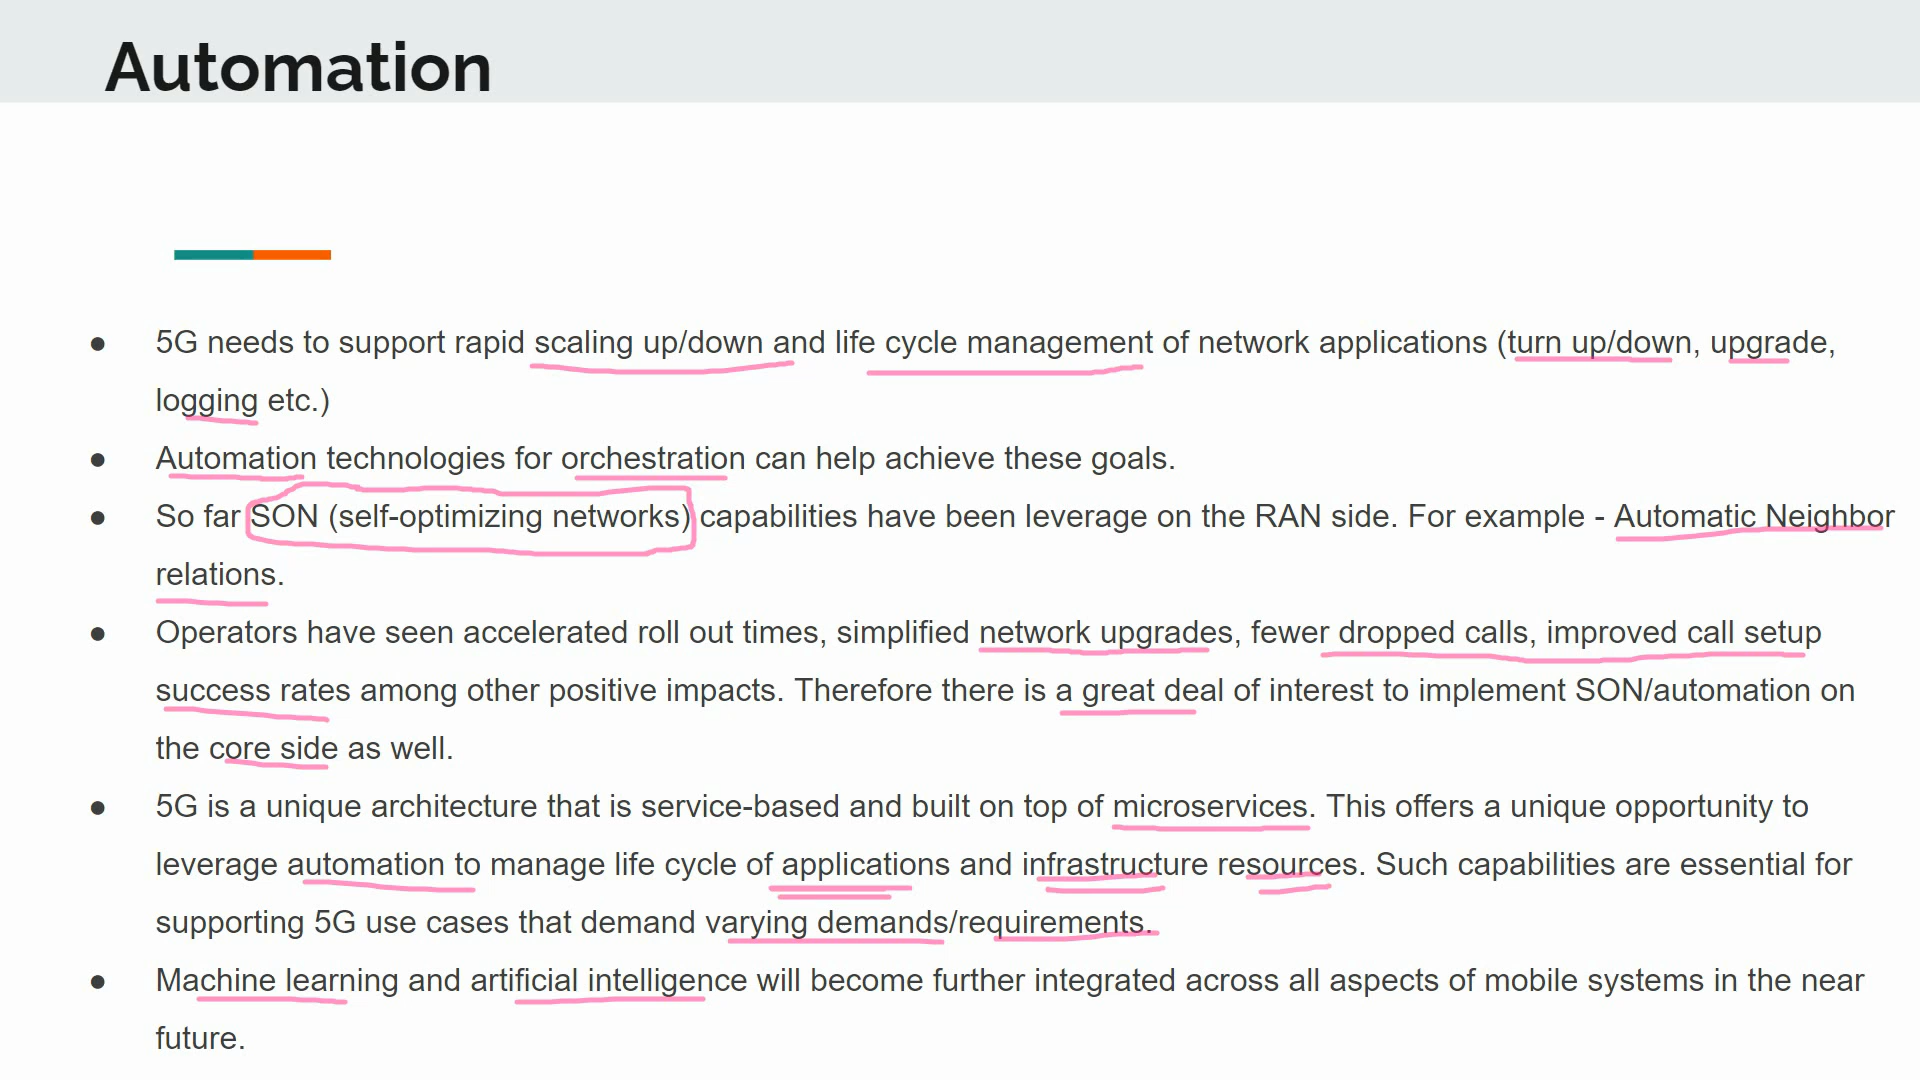 Automation
● 5G needs to support rapid scaling up/down and life cycle management of network applications (turn up/down, upgrade,
logging etc.)
● Automation technologies for orchestration can help achieve these goals.
● So far SON (self-optimizing networks) capabilities have been leverage on the RAN side. For example - Automatic Neighbor
relations.
● Operators have seen accelerated roll out times, simplified network upgrades, fewer dropped calls, improved call setup
success rates among other positive impacts. Therefore there is a great deal of interest to implement SON/automation on
the core side as well.
● 5G is a unique architecture that is service-based and built on top of microservices. This offers a unique opportunity to
leverage automation to manage life cycle of applications and infrastructure resources. Such capabilities are essential for
supporting 5G use cases that demand varying demands/requirements.
● Machine learning and artificial intelligence will become further integrated across all aspects of mobile systems in the near
future.